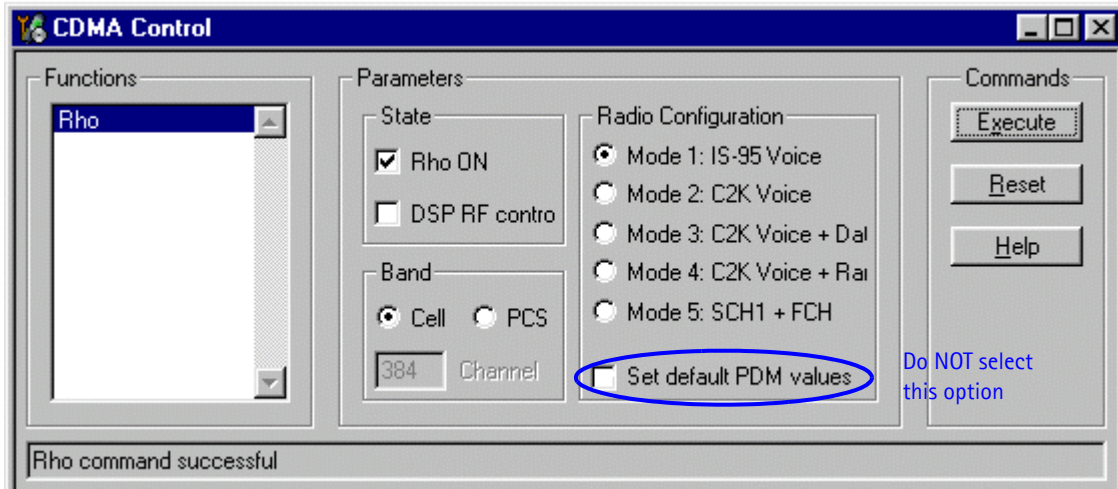 CDMA Control
Functions
Rho
Parameters
State
Rho ON
DSP RF contro
Band
Cell
PCS
384
Channel
Radio Configuration
Mode 1: IS-95 Voice
Mode 2: C2K Voice
Mode 3: C2K Voice + Dat
Mode 4: C2K Voice + Rar
Mode 5: SCH1 + FCH
Set default PDM values
Do NOT select
this option
Commands
Execute
Reset
Help
Rho command successful